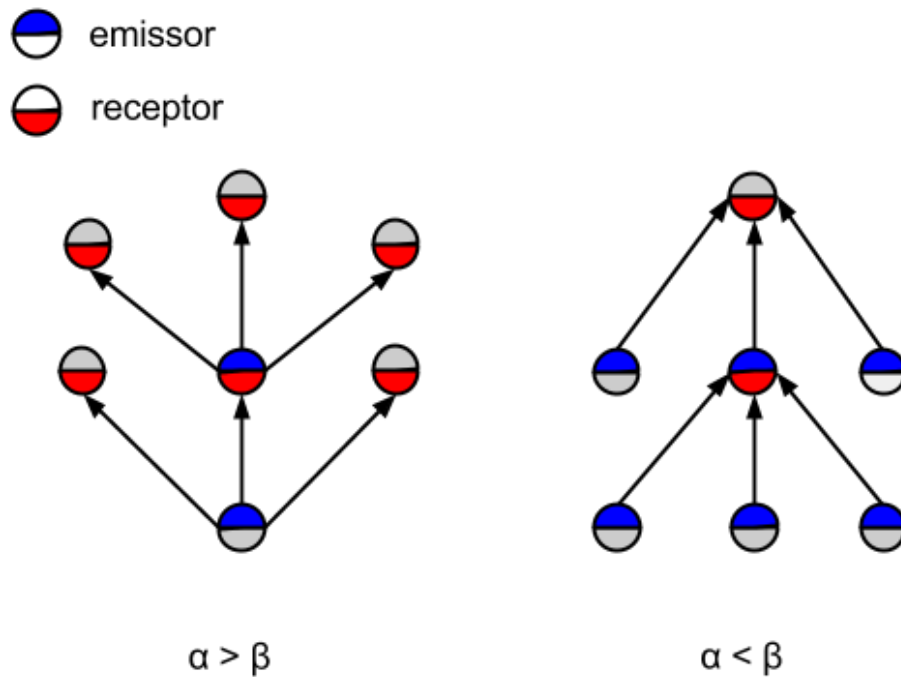 emissor
receptor
α > β
α < β